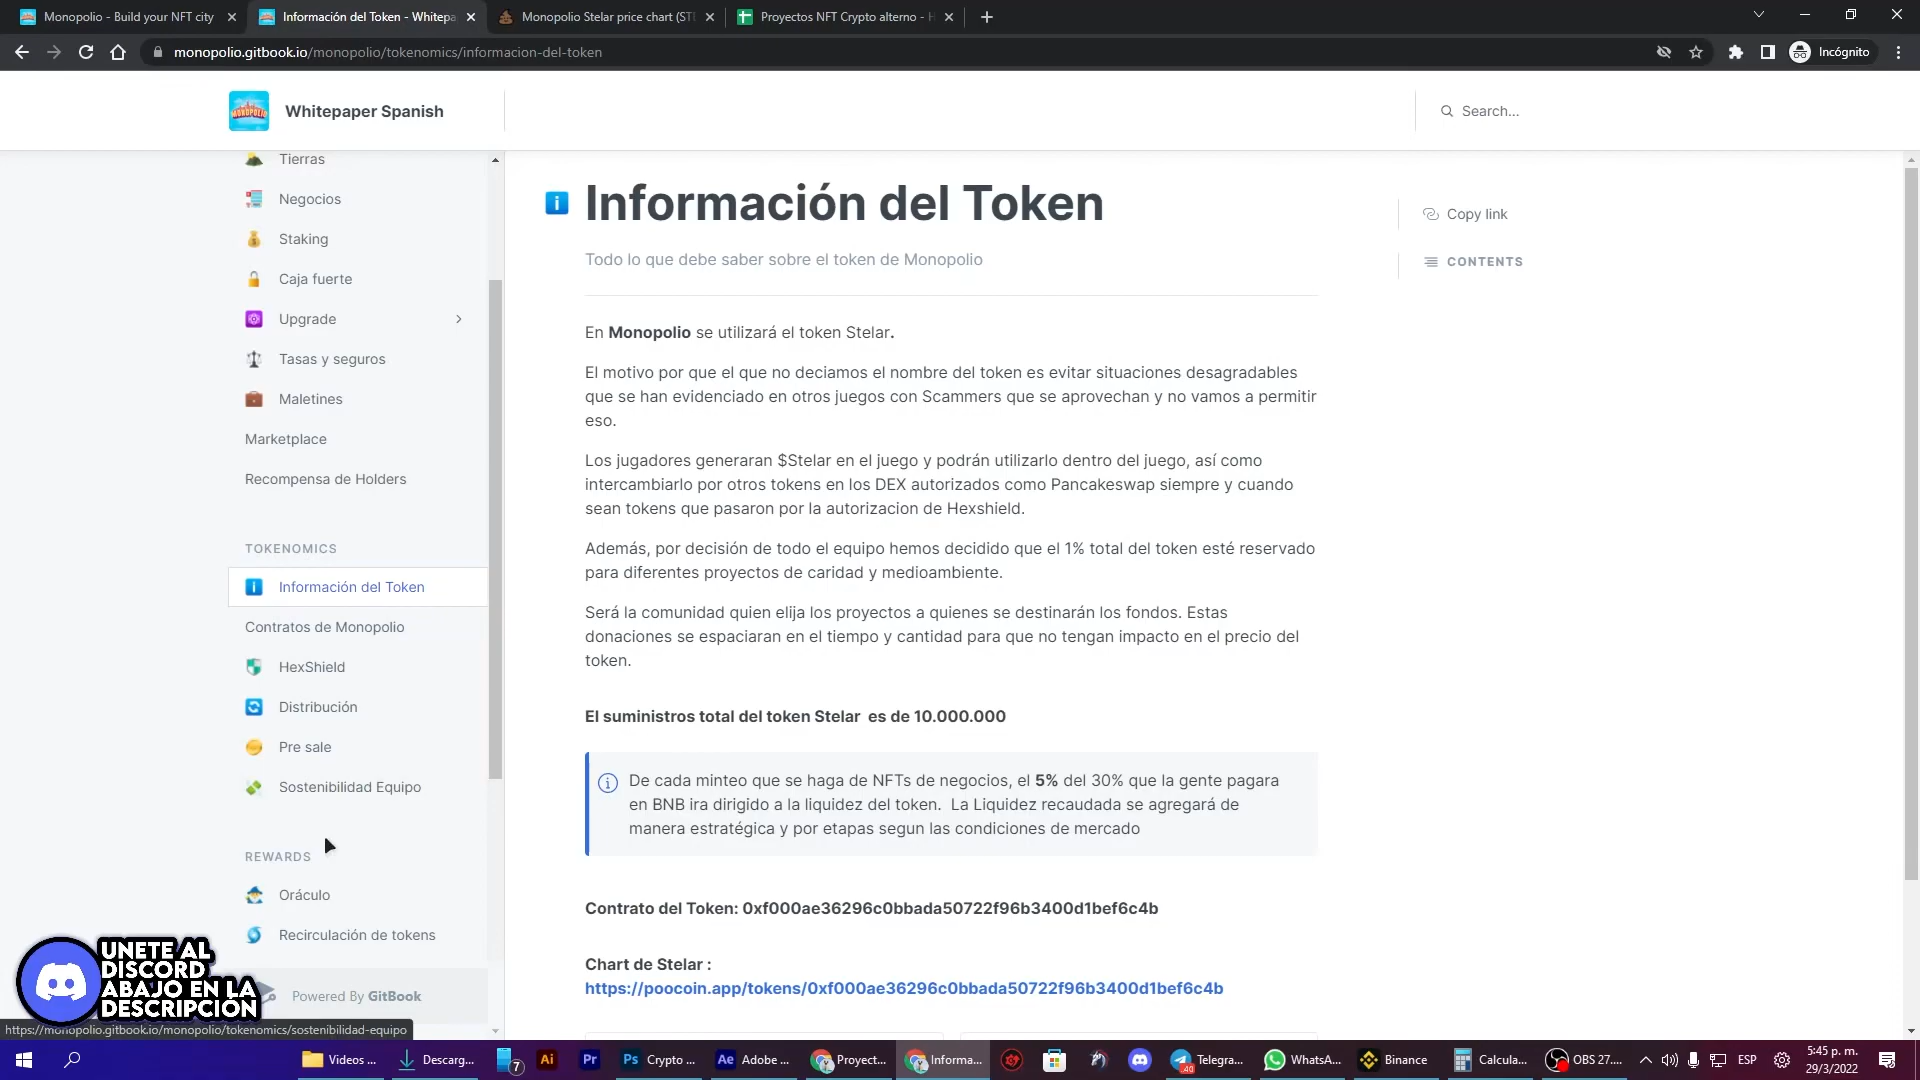 Monopolio - Build your NFT city
Información del Token - Whitepa
Monopolio Stelar price chart (STL
Proyectos NFT Crypto alterno - H
monopolio.gitbook.io/monopolio/tokenomics/informacion-del-token
Incógnito
MONOPOLIO
Whitepaper Spanish
Search...
Tierras
Negocios
Staking
Caja fuerte
Upgrade
Tasas y seguros
Maletines
Marketplace
Recompensa de Holders
TOKENOMICS
Información del Token
Contratos de Monopolio
HexShield
Distribución
Pre sale
Sostenibilidad Equipo
REWARDS
Oráculo
Recirculación de tokens
Powered By GitBook
Información del Token
Todo lo que debe saber sobre el token de Monopolio
En Monopolio se utilizará el token Stelar.
El motivo por que el que no deciamos el nombre del token es evitar situaciones desagradables
que se han evidenciado en otros juegos con Scammers que se aprovechan y no vamos a permitir
eso.
Los jugadores generaran $Stelar en el juego y podrán utilizarlo dentro del juego, así como
intercambiarlo por otros tokens en los DEX autorizados como Pancakeswap siempre y cuando
sean tokens que pasaron por la autorizacion de Hexshield.
Además, por decisión de todo el equipo hemos decidido que el 1% total del token esté reservado
para diferentes proyectos de caridad y medioambiente.
Será la comunidad quien elija los proyectos a quienes se destinarán los fondos. Estas
donaciones se espaciaran en el tiempo y cantidad para que no tengan impacto en el precio del
token.
El suministros total del token Stelar es de 10.000.000
De cada minteo que se haga de NFTs de negocios, el 5% del 30% que la gente pagara
en BNB ira dirigido a la liquidez del token. La Liquidez recaudada se agregará de
manera estratégica y por etapas segun las condiciones de mercado
Contrato del Token: 0xf000ae36296c0bbada50722f96b3400d1bef6c4b
Chart de Stelar :
https://poocoin.app/tokens/0xf000ae36296c0bbada50722f96b3400d1bef6c4b
Copy link
CONTENTS
UNETE AL
DISCORD
ABAJO EN LA
DESCRIPCIÓN
https://monopolio.gitbook.io/monopolio/tokenomics/sostenibilidad-equipo
Videos ...
Descarg...
7
Ai
Pr
Ps
Crypto ...
Ae
Adobe ...
Proyect...
Informa...
Telegra...
WhatsA...
Binance
Calcula...
OBS 27....
ESP
5:45 p. m.
29/3/2022